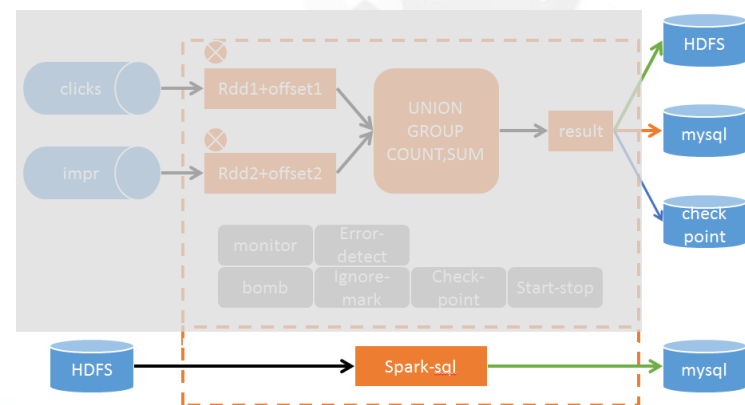 HDFS
clicks
Rdd1+offset1
UNION
GROUP
COUNT,SUM
result
mysql
impr
Rdd2+offset2
check
point
monitor
Error-
detect
bomb
Ignore-
mark
Check-
point
Start-stop
HDFS
Spark-sql
mysql